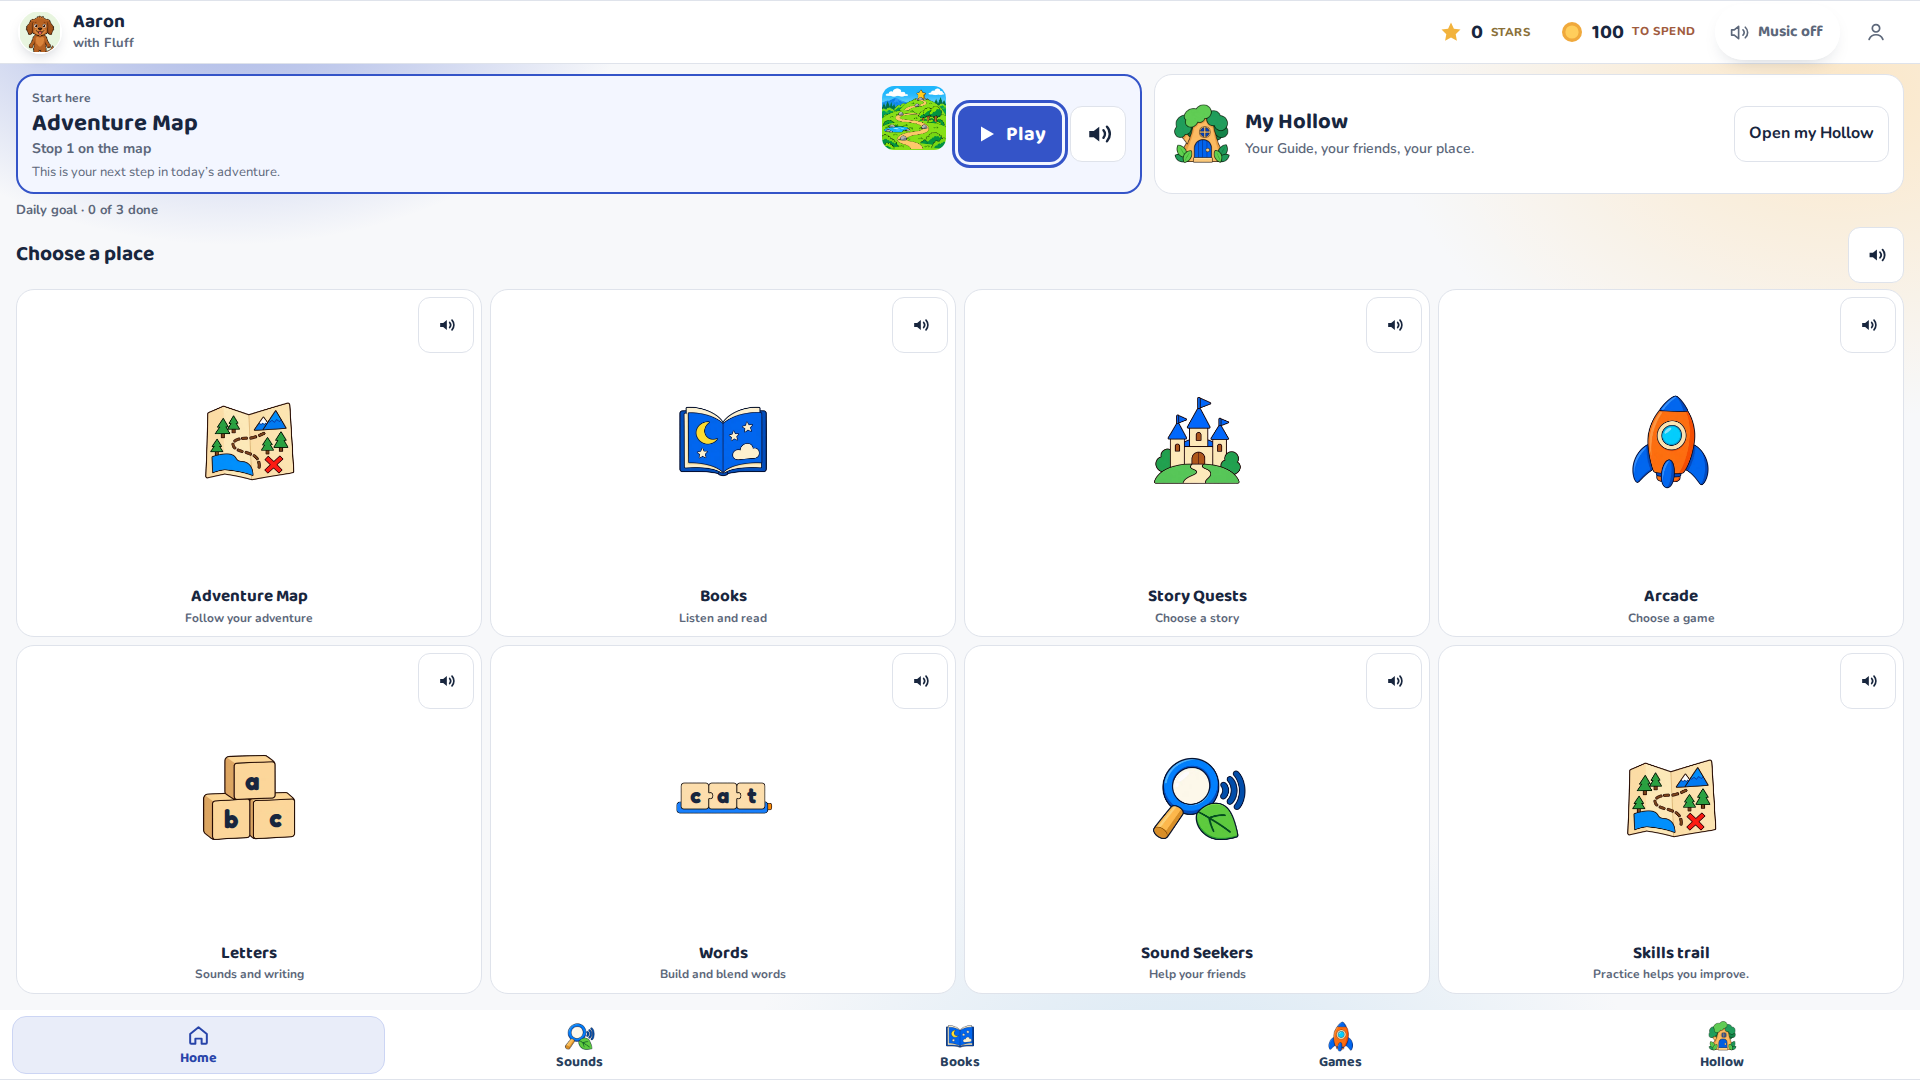 Aaron
with Fluff
0 STARS
100 TO SPEND
Music off
Start here
Adventure Map
Stop 1 on the map
This is your next step in today's adventure.
Play
My Hollow
Your Guide, your friends, your place.
Open my Hollow
Daily goal · 0 of 3 done
Choose a place
Adventure Map
Follow your adventure
Books
Listen and read
Story Quests
Choose a story
Arcade
Choose a game
a
b c
Letters
Sounds and writing
c a t
Words
Build and blend words
Sound Seekers
Help your friends
Skills trail
Practice helps you improve.
Home
Sounds
Books
Games
Hollow